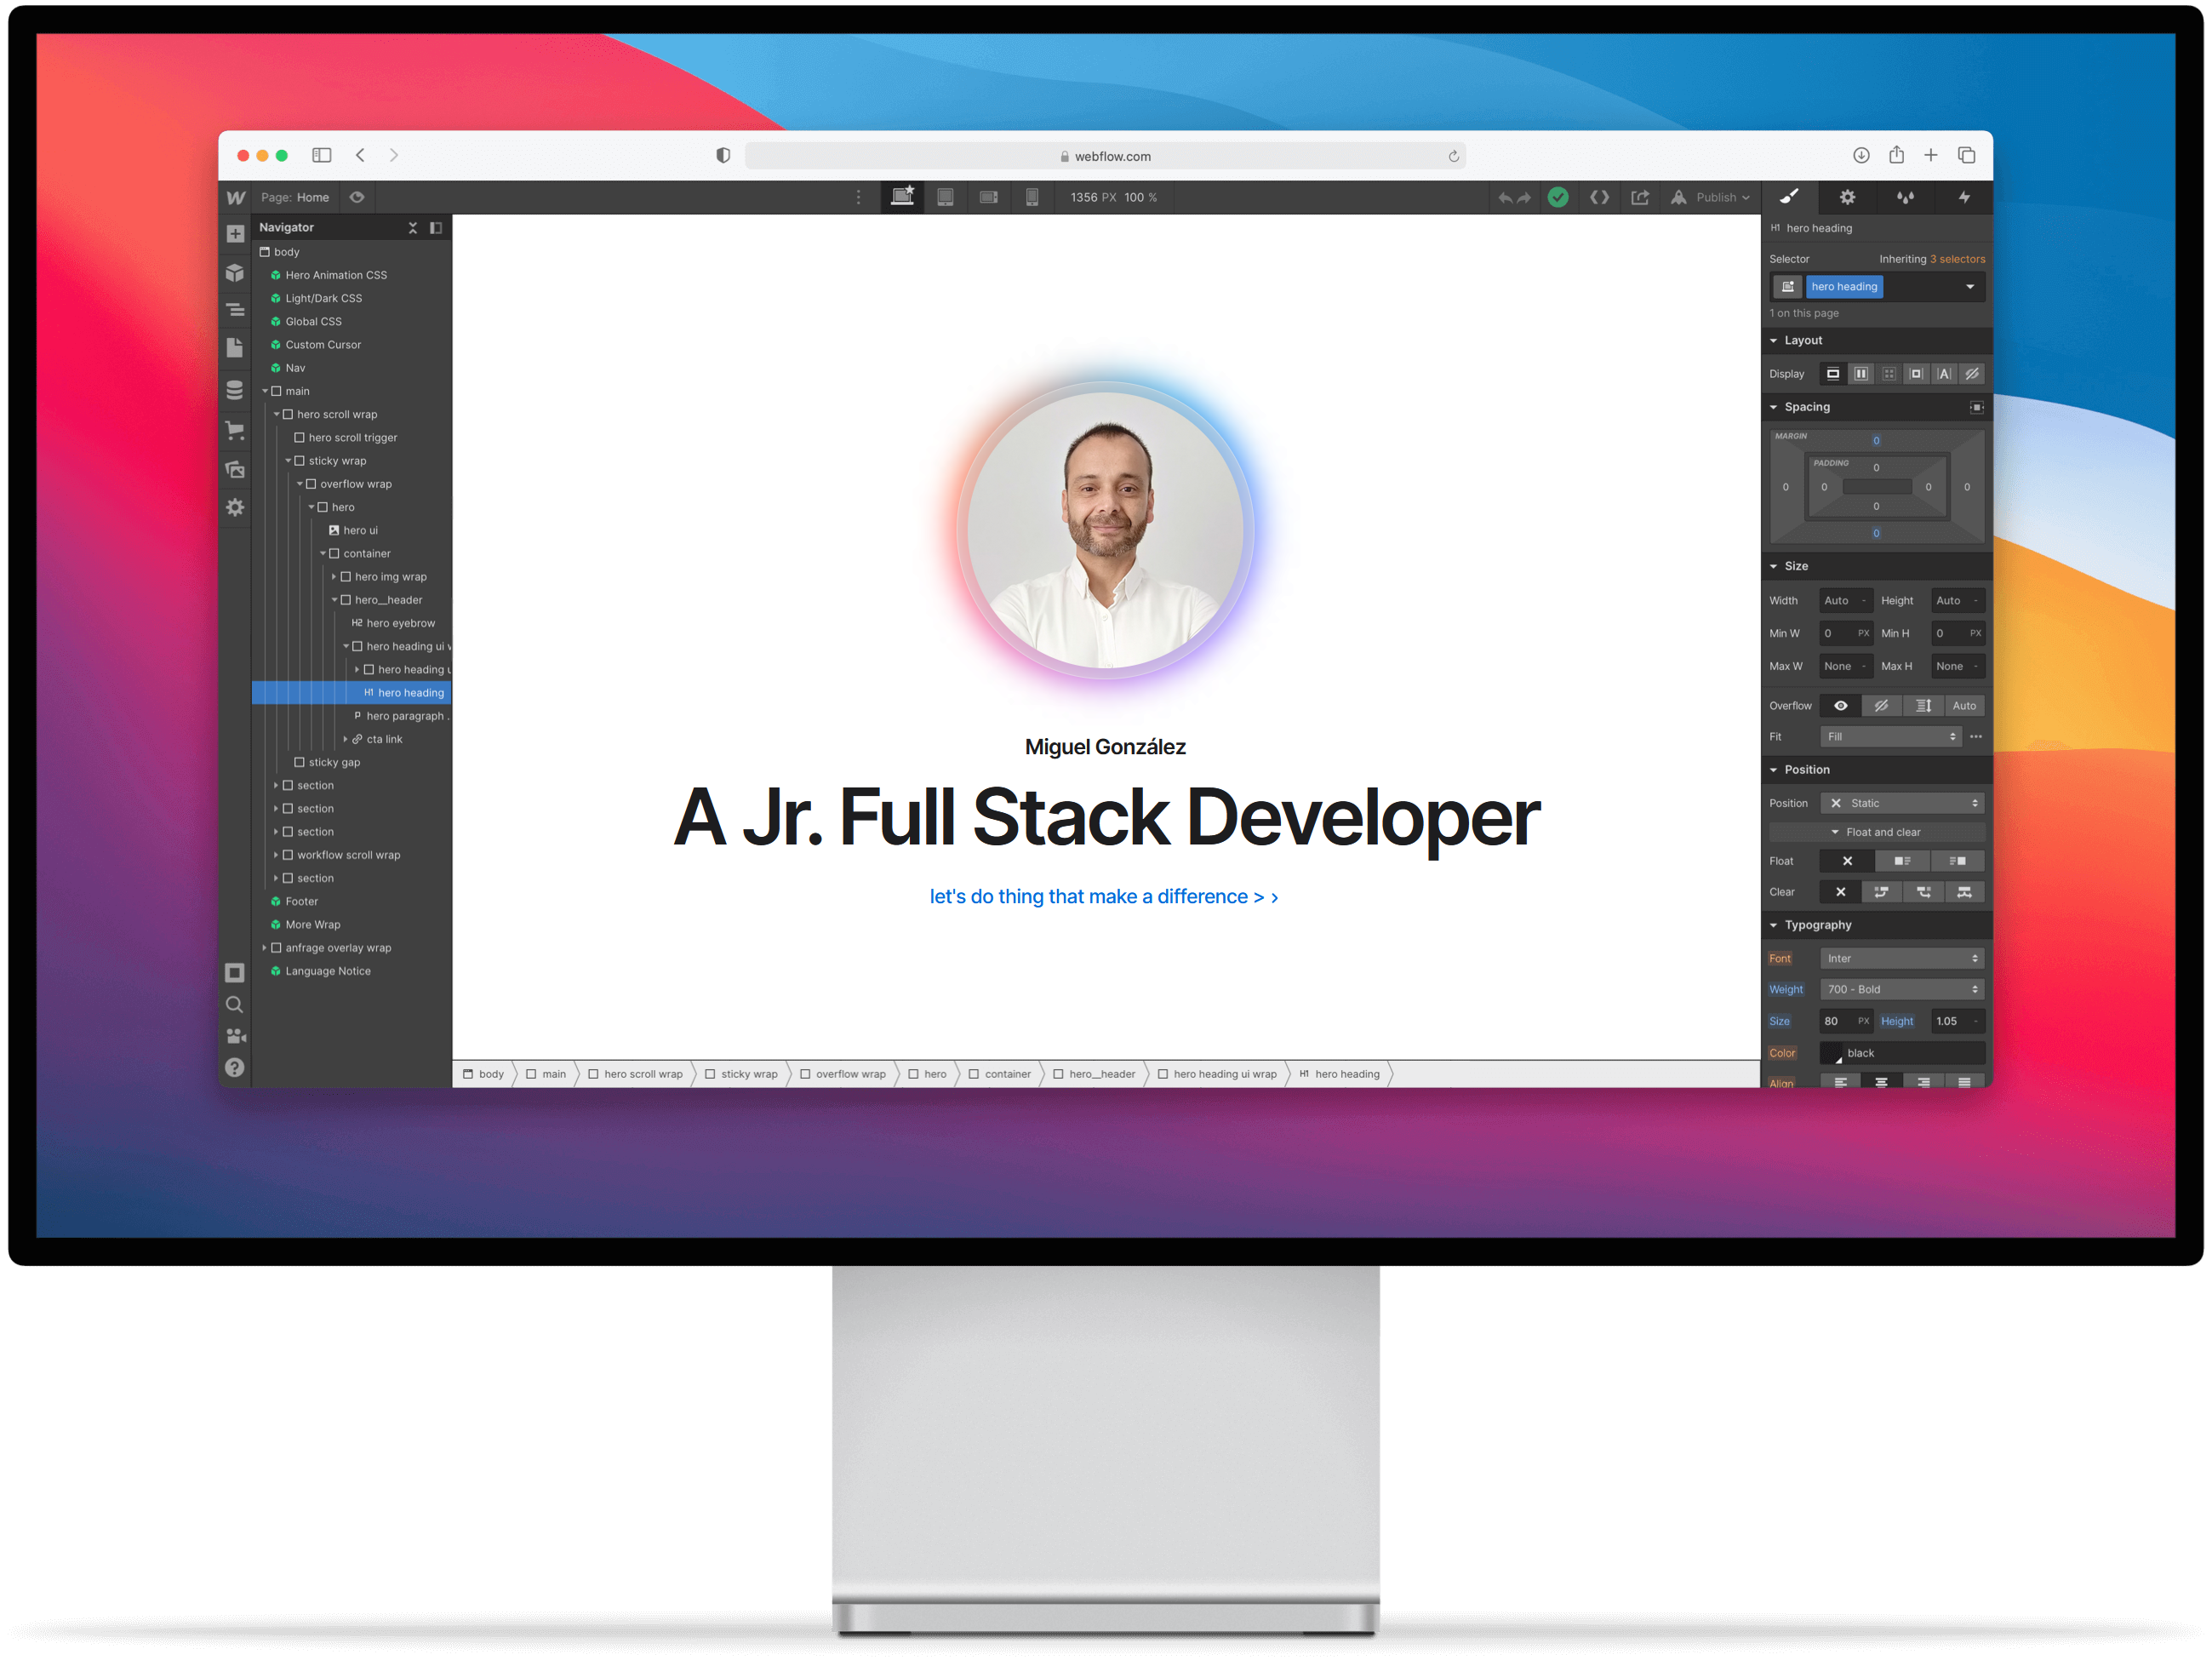 webflow.com
Page: Home
1356 PX 100 %
Publish
Navigator
body
Hero Animation CSS
Light/Dark CSS
Global CSS
Custom Cursor
Nav
main
hero scroll wrap
hero scroll trigger
sticky wrap
overflow wrap
hero
hero ui
container
hero img wrap
hero__header
H2 hero eyebrow
hero heading ui
hero heading
H1 hero heading
P hero paragraph
cta link
sticky gap
section
section
section
workflow scroll wrap
section
Footer
More Wrap
anfrage overlay wrap
Language Notice
Miguel González
A Jr. Full Stack Developer
let's do thing that make a difference > ›
body main hero scroll wrap sticky wrap overflow wrap hero container hero__header hero heading ui wrap H1 hero heading
H1 hero heading
Selector Inheriting 3 selectors
hero heading
1 on this page
Layout
Display
Spacing
MARGIN
0
PADDING
0
0 0 0 0
0
0
Size
Width Auto - Height Auto -
Min W 0 PX Min H 0 PX
Max W None - Max H None -
Overflow Auto
Fit Fill
Position
Position Static
Float and clear
Float
Clear
Typography
Font Inter
Weight 700 - Bold
Size 80 PX Height 1.05 -
Color black
Align